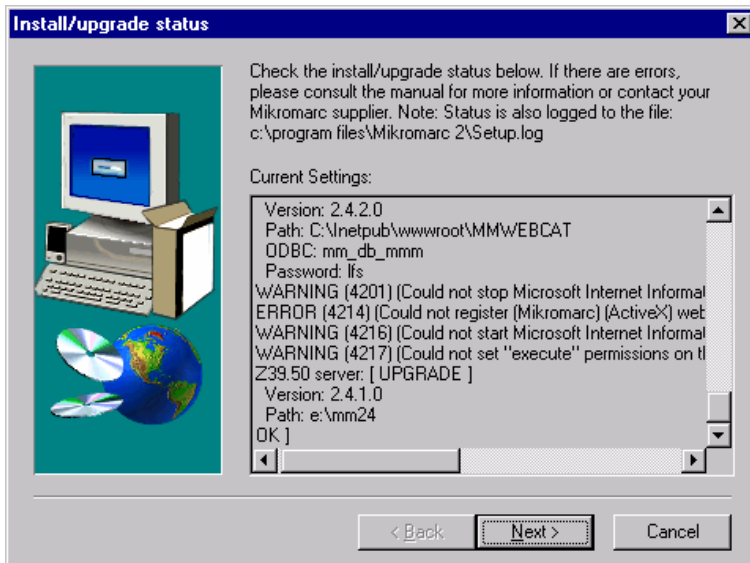 Install/upgrade status
Check the install/upgrade status below. If there are errors,
please consult the manual for more information or contact your
Mikromarc supplier. Note: Status is also logged to the file:
c:\program files\Mikromarc 2\Setup.log
Current Settings:
Version: 2.4.2.0
Path: C:\Inetpub\wwwroot\MMWEBCAT
ODBC: mm_db_mmm
Password: lfs
WARNING (4201) (Could not stop Microsoft Internet Informa
ERROR (4214) (Could not register (Mikromarc) (ActiveX) web
WARNING (4216) (Could not start Microsoft Internet Informa
WARNING (4217) (Could not set "execute" permissions on th
Z39.50 server: [ UPGRADE ]
Version: 2.4.1.0
Path: e:\mm24
OK ]
< Back
Next >
Cancel